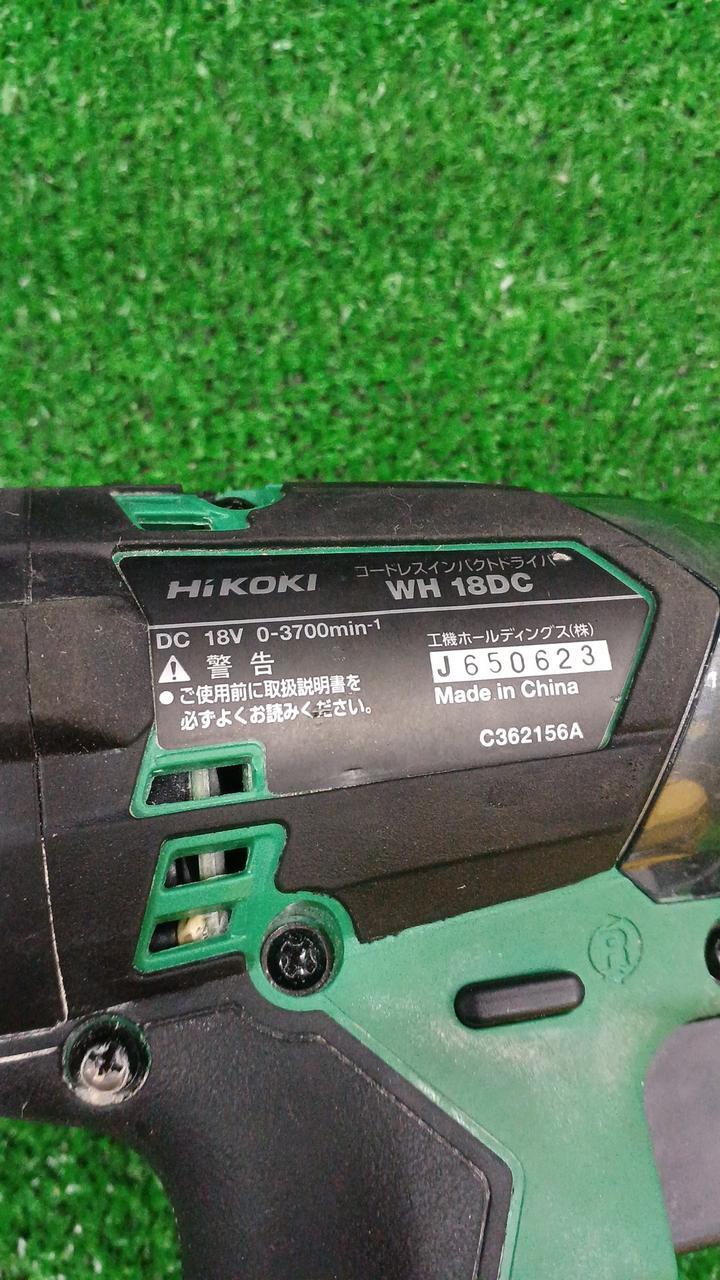 HiKOKI
コードレスインパクトドライバ
WH 18DC
DC 18V 0-3700min-1
警告
●ご使用前に取扱説明書を
必ずよくお読みください。
工機ホールディングス(株)
J650623
Made in China
C362156A
R